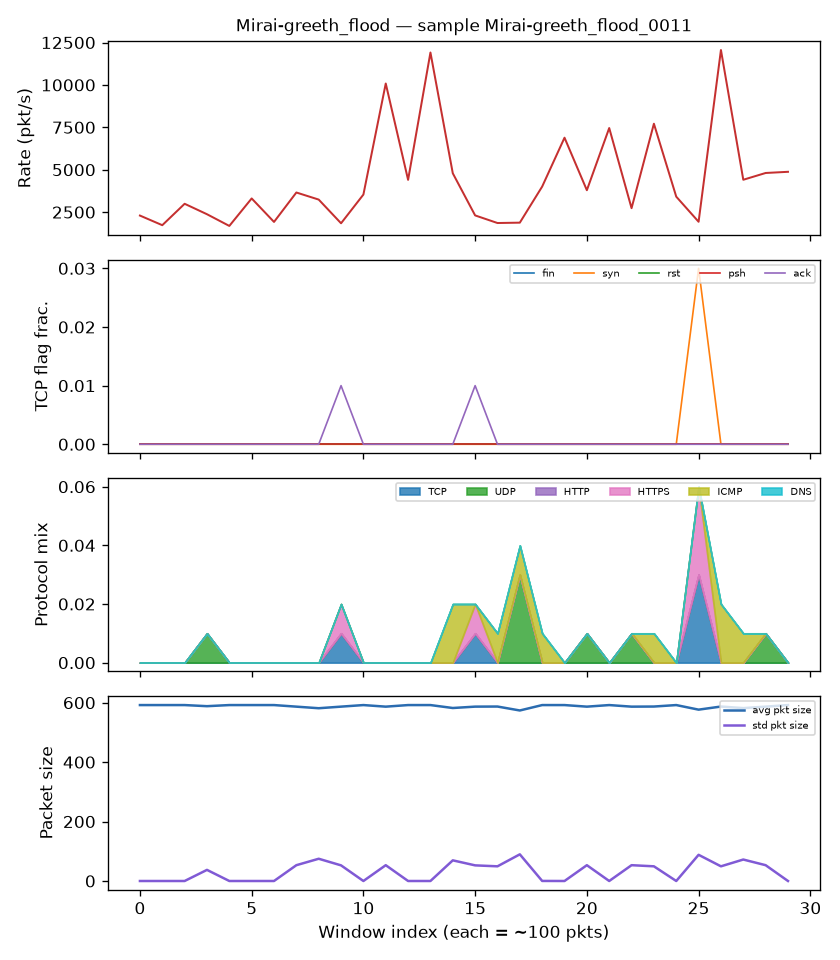 Mirai-greeth_flood — sample Mirai-greeth_flood_0011
12500
10000
7500
5000
2500
Rate (pkt/s)
fin syn rst psh ack
0.03
0.02
0.01
0.00
TCP flag frac.
TCP UDP HTTP HTTPS ICMP DNS
0.06
0.04
0.02
0.00
Protocol mix
avg pkt size
std pkt size
600
400
200
0
Packet size
0 5 10 15 20 25 30
Window index (each = ~100 pkts)